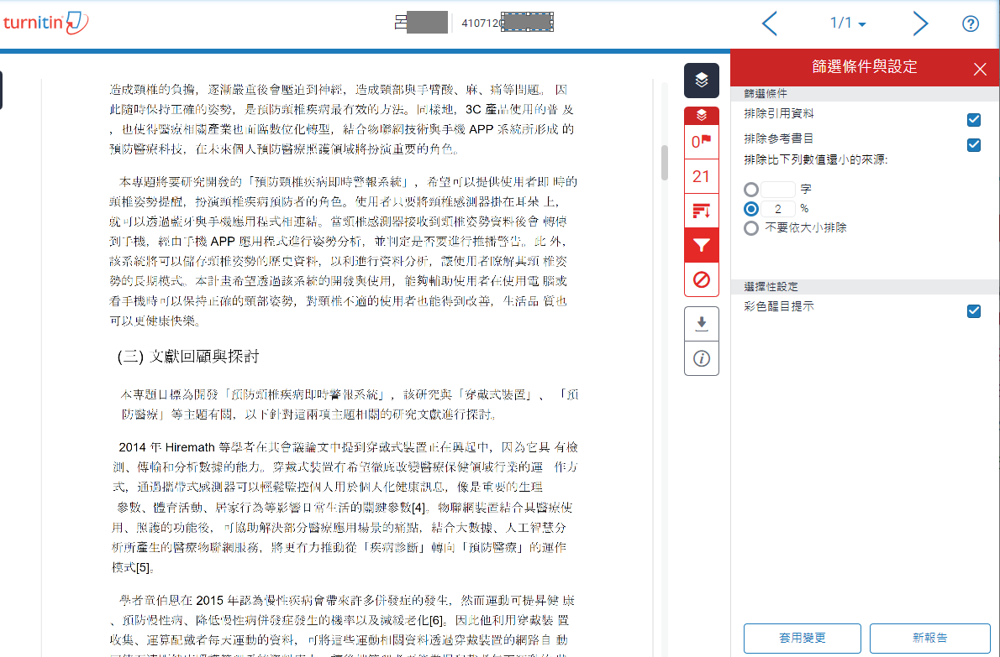 turnitin
呂
410712
1/1
造成頸椎的負擔，逐漸嚴重後會壓迫到神經，造成頸部與手臂酸、麻、痛等問題。 因
此隨時保持正確的姿勢，是預防頸椎疾病最有效的方法。同樣地，3C 產品使用的普 及
，也使得醫療相關產業也面臨數位化轉型，結合物聯網技術與手機 APP 系統所形成 的
預防醫療科技，在未來個人預防醫療照護領域將扮演重要的角色。
本專題將要研究開發的「預防頸椎疾病即時警報系統」，希望可以提供使用者即 時的
頸椎姿勢提醒，扮演頸椎疾病預防者的角色。使用者只要將頸椎感測器掛在耳朵 上，
就可以透過藍芽與手機應用程式相連結。當頸椎感測器接收到頸椎姿勢資料後會 轉傳
到手機，經由手機 APP 應用程式進行姿勢分析，並判定是否要進行推播警告。此 外，
該系統將可以儲存頸椎姿勢的歷史資料，以利進行資料分析，讓使用者瞭解其頸 椎姿
勢的長期模式。本計畫希望透過該系統的開發與使用，能夠輔助使用者在使用電 腦或
看手機時可以保持正確的頸部姿勢，對頸椎不適的使用者也能得到改善，生活品 質也
可以更健康快樂。
(三) 文獻回顧與探討
本專題目標為開發「預防頸椎疾病即時警報系統」，該研究與「穿戴式裝置」、 「預
防醫療」等主題有關，以下針對這兩項主題相關的研究文獻進行探討。
2014 年 Hiremath 等學者在其會議論文中提到穿戴式裝置正在興起中，因為它具 有檢
測、傳輸和分析數據的能力。穿戴式裝置有希望徹底改變醫療保健領域行業的運 作方
式，通過攜帶式感測器可以輕鬆監控個人用於個人化健康訊息，像是重要的生理
參數、體育活動、居家行為等影響日常生活的關鍵參數[4]。物聯網裝置結合其醫療使
用、照護的功能後，可協助解決部分醫療應用場景的痛點，結合大數據、人工智慧分
析所產生的醫療物聯網服務，將更有力推動從「疾病診斷」轉向「預防醫療」的運作
模式[5]。
學者童伯恩在 2015 年認為慢性疾病會帶來許多併發症的發生，然而運動可提昇健 康
、預防慢性病、降低慢性病併發症發生的機率以及減緩老化[6]。因此他利用穿戴裝 置
收集、運算配戴者每天運動的資料，可將這些運動相關資料透過穿戴裝置的網路自 動
0
21
篩選條件與設定
篩選條件
排除引用資料
排除參考書目
排除比下列數值還小的來源:
字
2 %
不要依大小排除
選擇性設定
彩色醒目提示
套用變更
新報告